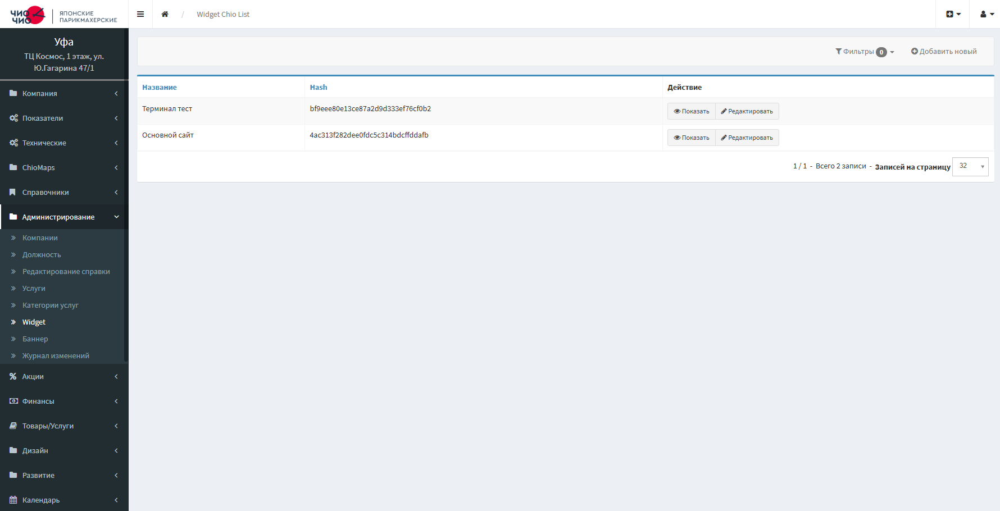 ЧИО ЧИО
ЯПОНСКИЕ
ПАРИКМАХЕРСКИЕ
/ Widget Chio List
Уфа
ТЦ Космос, 1 этаж, ул.
Ю.Гагарина 47/1
Компания
Показатели
Технические
ChioMaps
Справочники
Администрирование
Компании
Должность
Редактирование справки
Услуги
Категории услуг
Widget
Баннер
Журнал изменений
Акции
Финансы
Товары/Услуги
Дизайн
Развитие
Календарь
Фильтры 0 Добавить новый
Название Hash Действие
Терминал тест bf9eee80e13ce87a2d9d333ef76cf0b2 Показать Редактировать
Основной сайт 4ac313f282dee0fdc5c314bdcffddafb Показать Редактировать
1 / 1 - Всего 2 записи - Записей на страницу 32